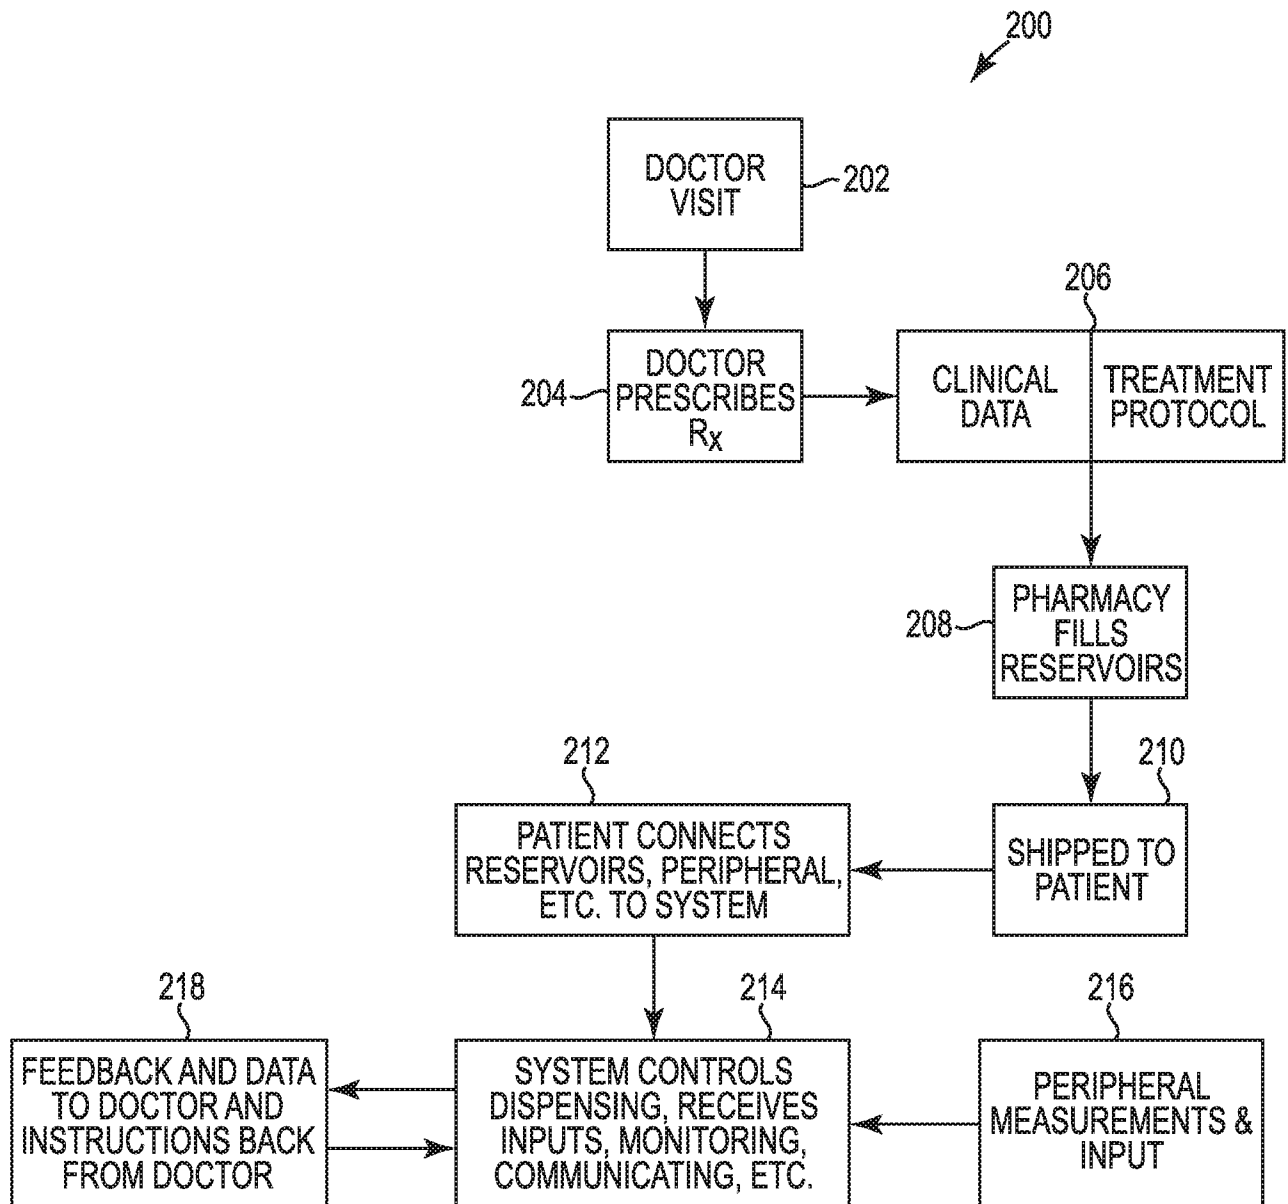 200
DOCTOR
VISIT
202
206
204
DOCTOR
PRESCRIBES
Rx
CLINICAL
DATA
TREATMENT
PROTOCOL
208
PHARMACY
FILLS
RESERVOIRS
212
210
PATIENT CONNECTS
RESERVOIRS, PERIPHERAL,
ETC. TO SYSTEM
SHIPPED TO
PATIENT
218
214
216
FEEDBACK AND DATA
TO DOCTOR AND
INSTRUCTIONS BACK
FROM DOCTOR
SYSTEM CONTROLS
DISPENSING, RECEIVES
INPUTS, MONITORING,
COMMUNICATING, ETC.
PERIPHERAL
MEASUREMENTS &
INPUT